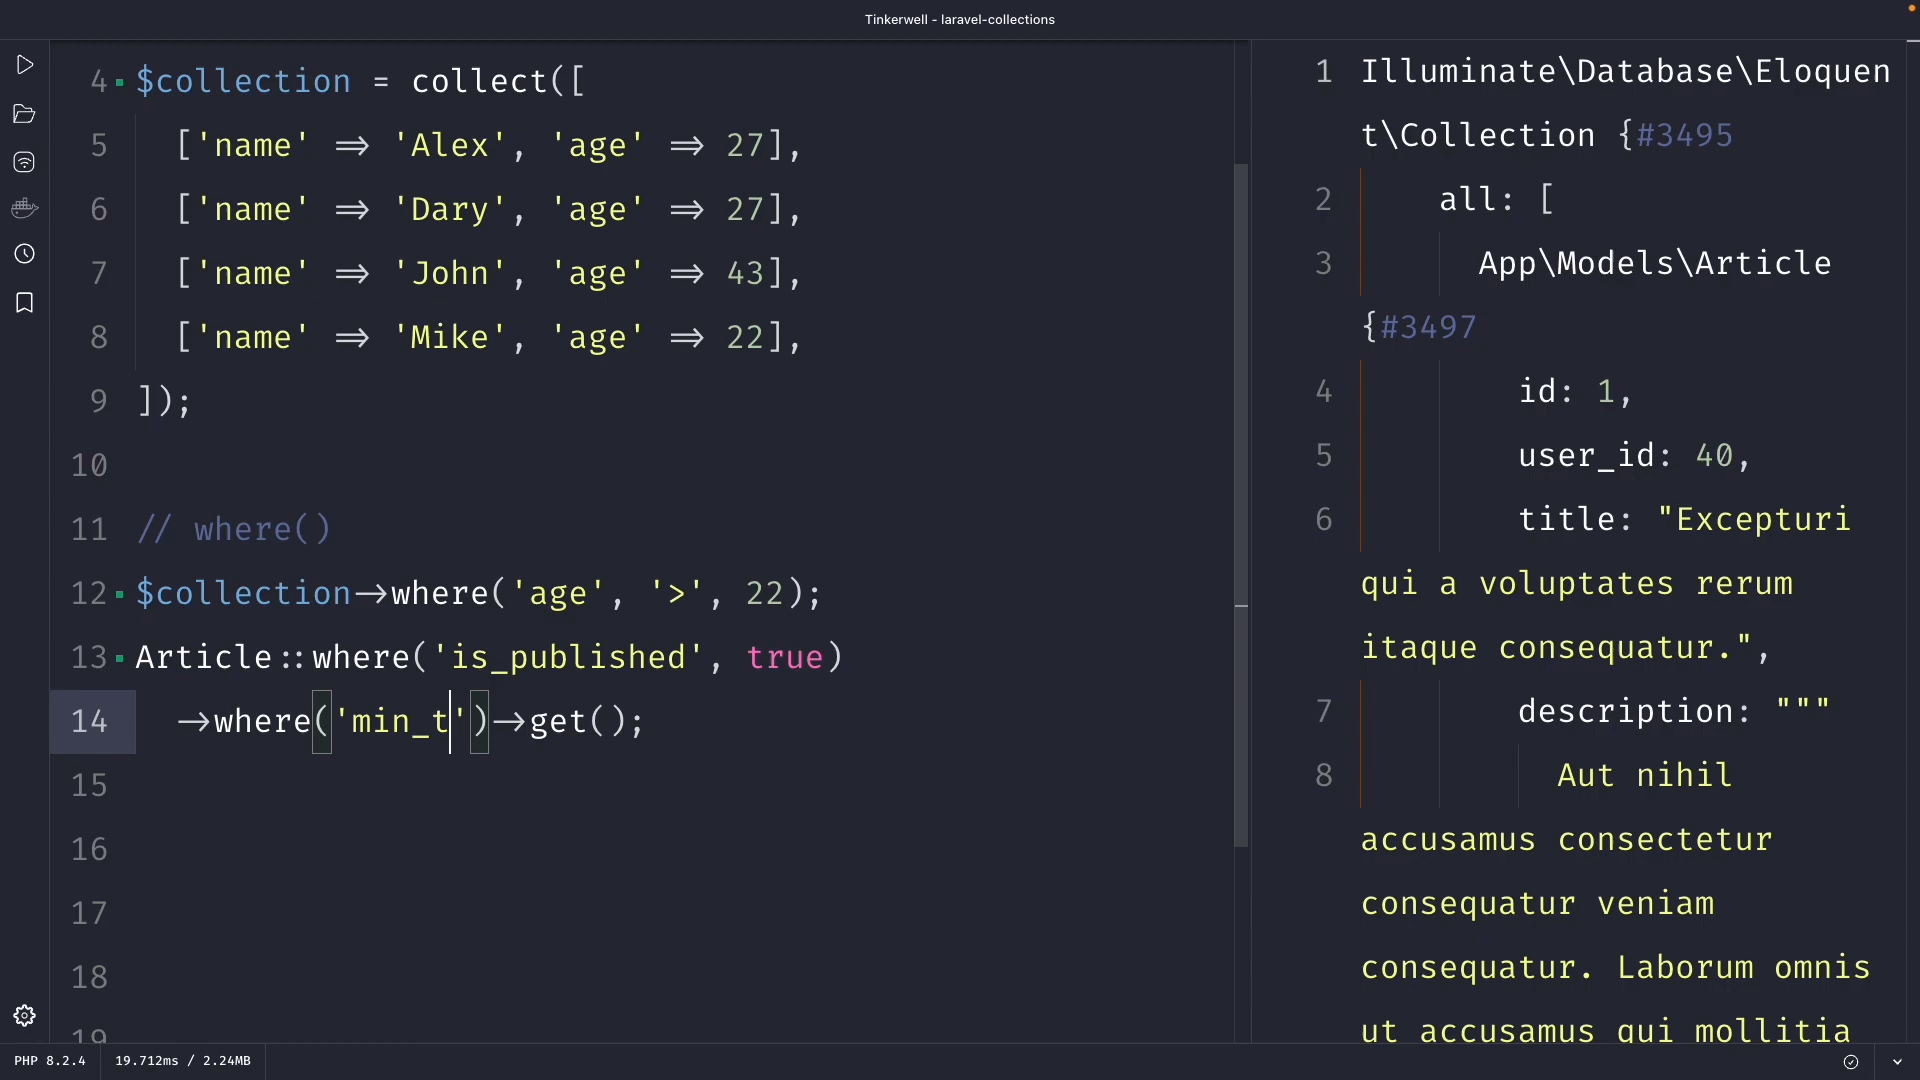 Tinkerwell - laravel-collections
4 $collection = collect([
5 ['name' => 'Alex', 'age' => 27],
6 ['name' => 'Dary', 'age' => 27],
7 ['name' => 'John', 'age' => 43],
8 ['name' => 'Mike', 'age' => 22],
9 ]);
10
11 // where()
12 $collection->where('age', '>', 22);
13 Article::where('is_published', true)
14 ->where('min_t')->get();
15
16
17
18
19
1 Illuminate\Database\Eloquen
t\Collection {#3495
2 all: [
3 App\Models\Article
{#3497
4 id: 1,
5 user_id: 40,
6 title: "Excepturi
qui a voluptates rerum
itaque consequatur.",
7 description: """
8 Aut nihil
accusamus consectetur
consequatur veniam
consequatur. Laborum omnis
ut accusamus qui mollitia
PHP 8.2.4
19.712ms / 2.24MB